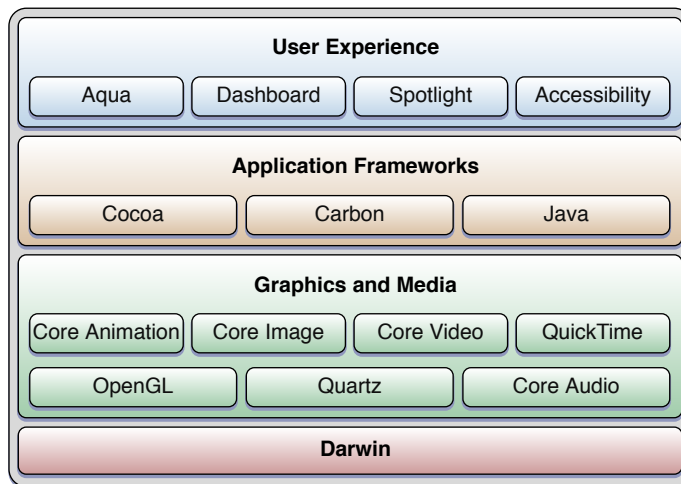 User Experience
Aqua Dashboard Spotlight Accessibility
Application Frameworks
Cocoa Carbon Java
Graphics and Media
Core Animation Core Image Core Video QuickTime
OpenGL Quartz Core Audio
Darwin